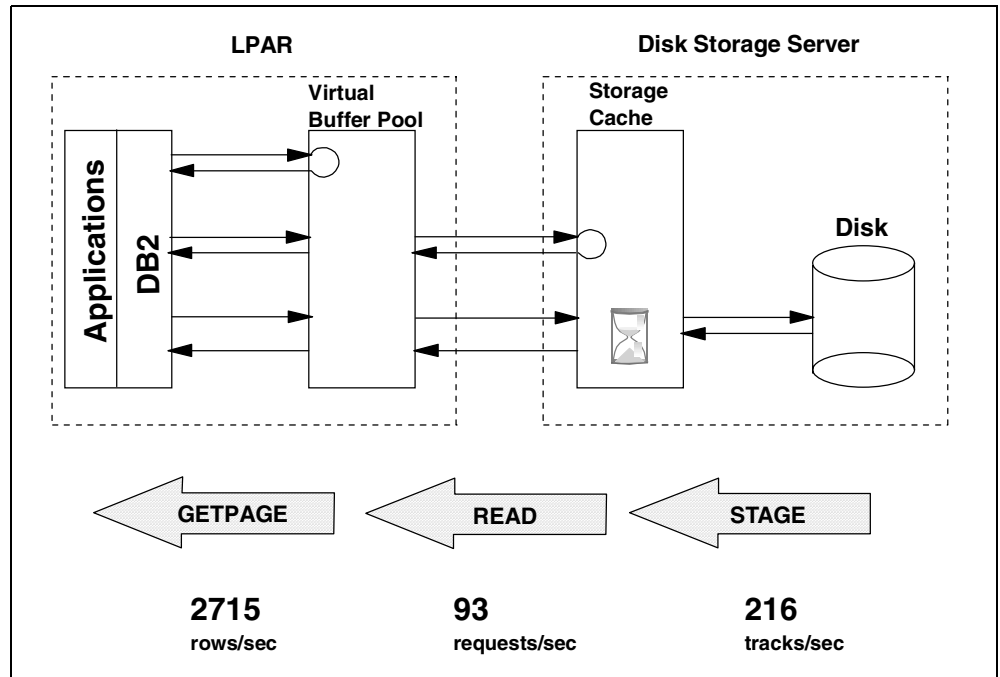 LPAR
Disk Storage Server
Virtual
Buffer Pool
Storage
Cache
Applications
DB2
Disk
GETPAGE
READ
STAGE
2715
rows/sec
93
requests/sec
216
tracks/sec